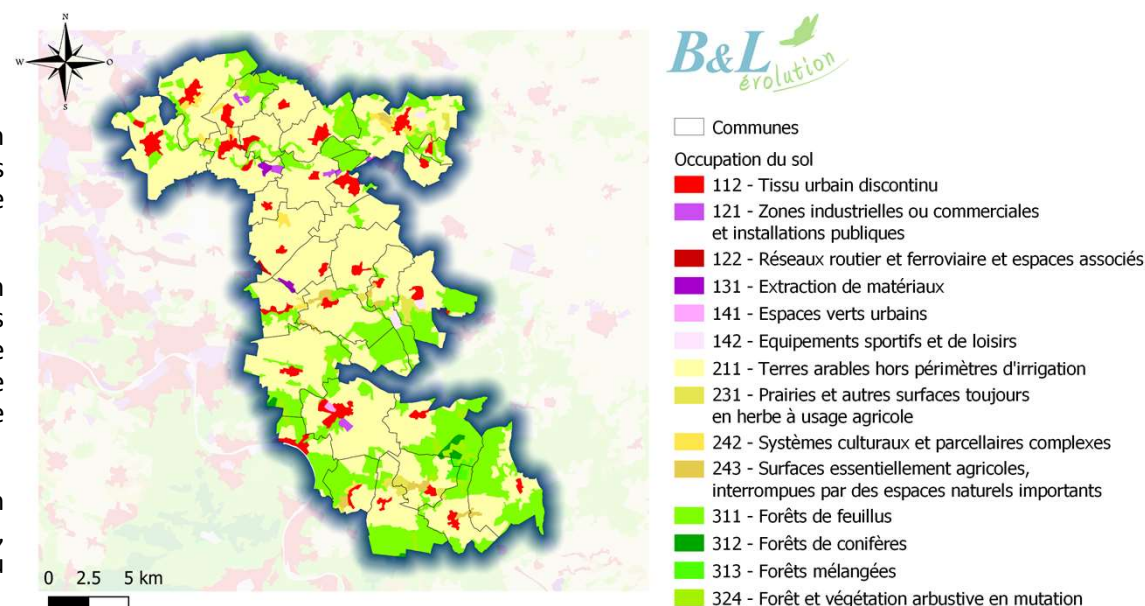 N
W
O
S
B&L
évolution
Communes
Occupation du sol
112 - Tissu urbain discontinu
121 - Zones industrielles ou commerciales
et installations publiques
122 - Réseaux routier et ferroviaire et espaces associés
131 - Extraction de matériaux
141 - Espaces verts urbains
142 - Equipements sportifs et de loisirs
211 - Terres arables hors périmètres d'irrigation
231 - Prairies et autres surfaces toujours
en herbe à usage agricole
242 - Systèmes culturaux et parcellaires complexes
243 - Surfaces essentiellement agricoles,
interrompues par des espaces naturels importants
311 - Forêts de feuillus
312 - Forêts de conifères
313 - Forêts mélangées
324 - Forêt et végétation arbustive en mutation
0 2.5 5 km